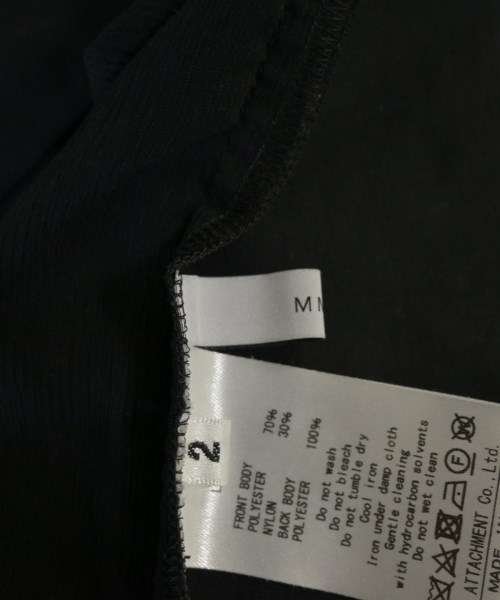 M
2
FRONT BODY
POLYESTER 70%
NYLON 30%
BACK BODY
POLYESTER 100%
Do not wash
Do not bleach
Do not tumble dry
Cool iron
Iron under damp cloth
Gentle cleaning
with hydrocarbon solvents
Do not wet clean
F
ATTACHMENT Co., Ltd.
MADE